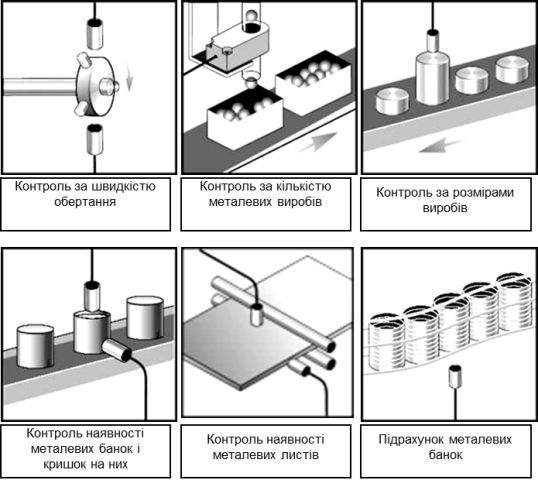 Контроль за швидкістю
обертання
Контроль за кількістю
металевих виробів
Контроль за розмірами
виробів
Контроль наявності
металевих банок і
кришок на них
Контроль наявності
металевих листів
Підрахунок металевих
банок